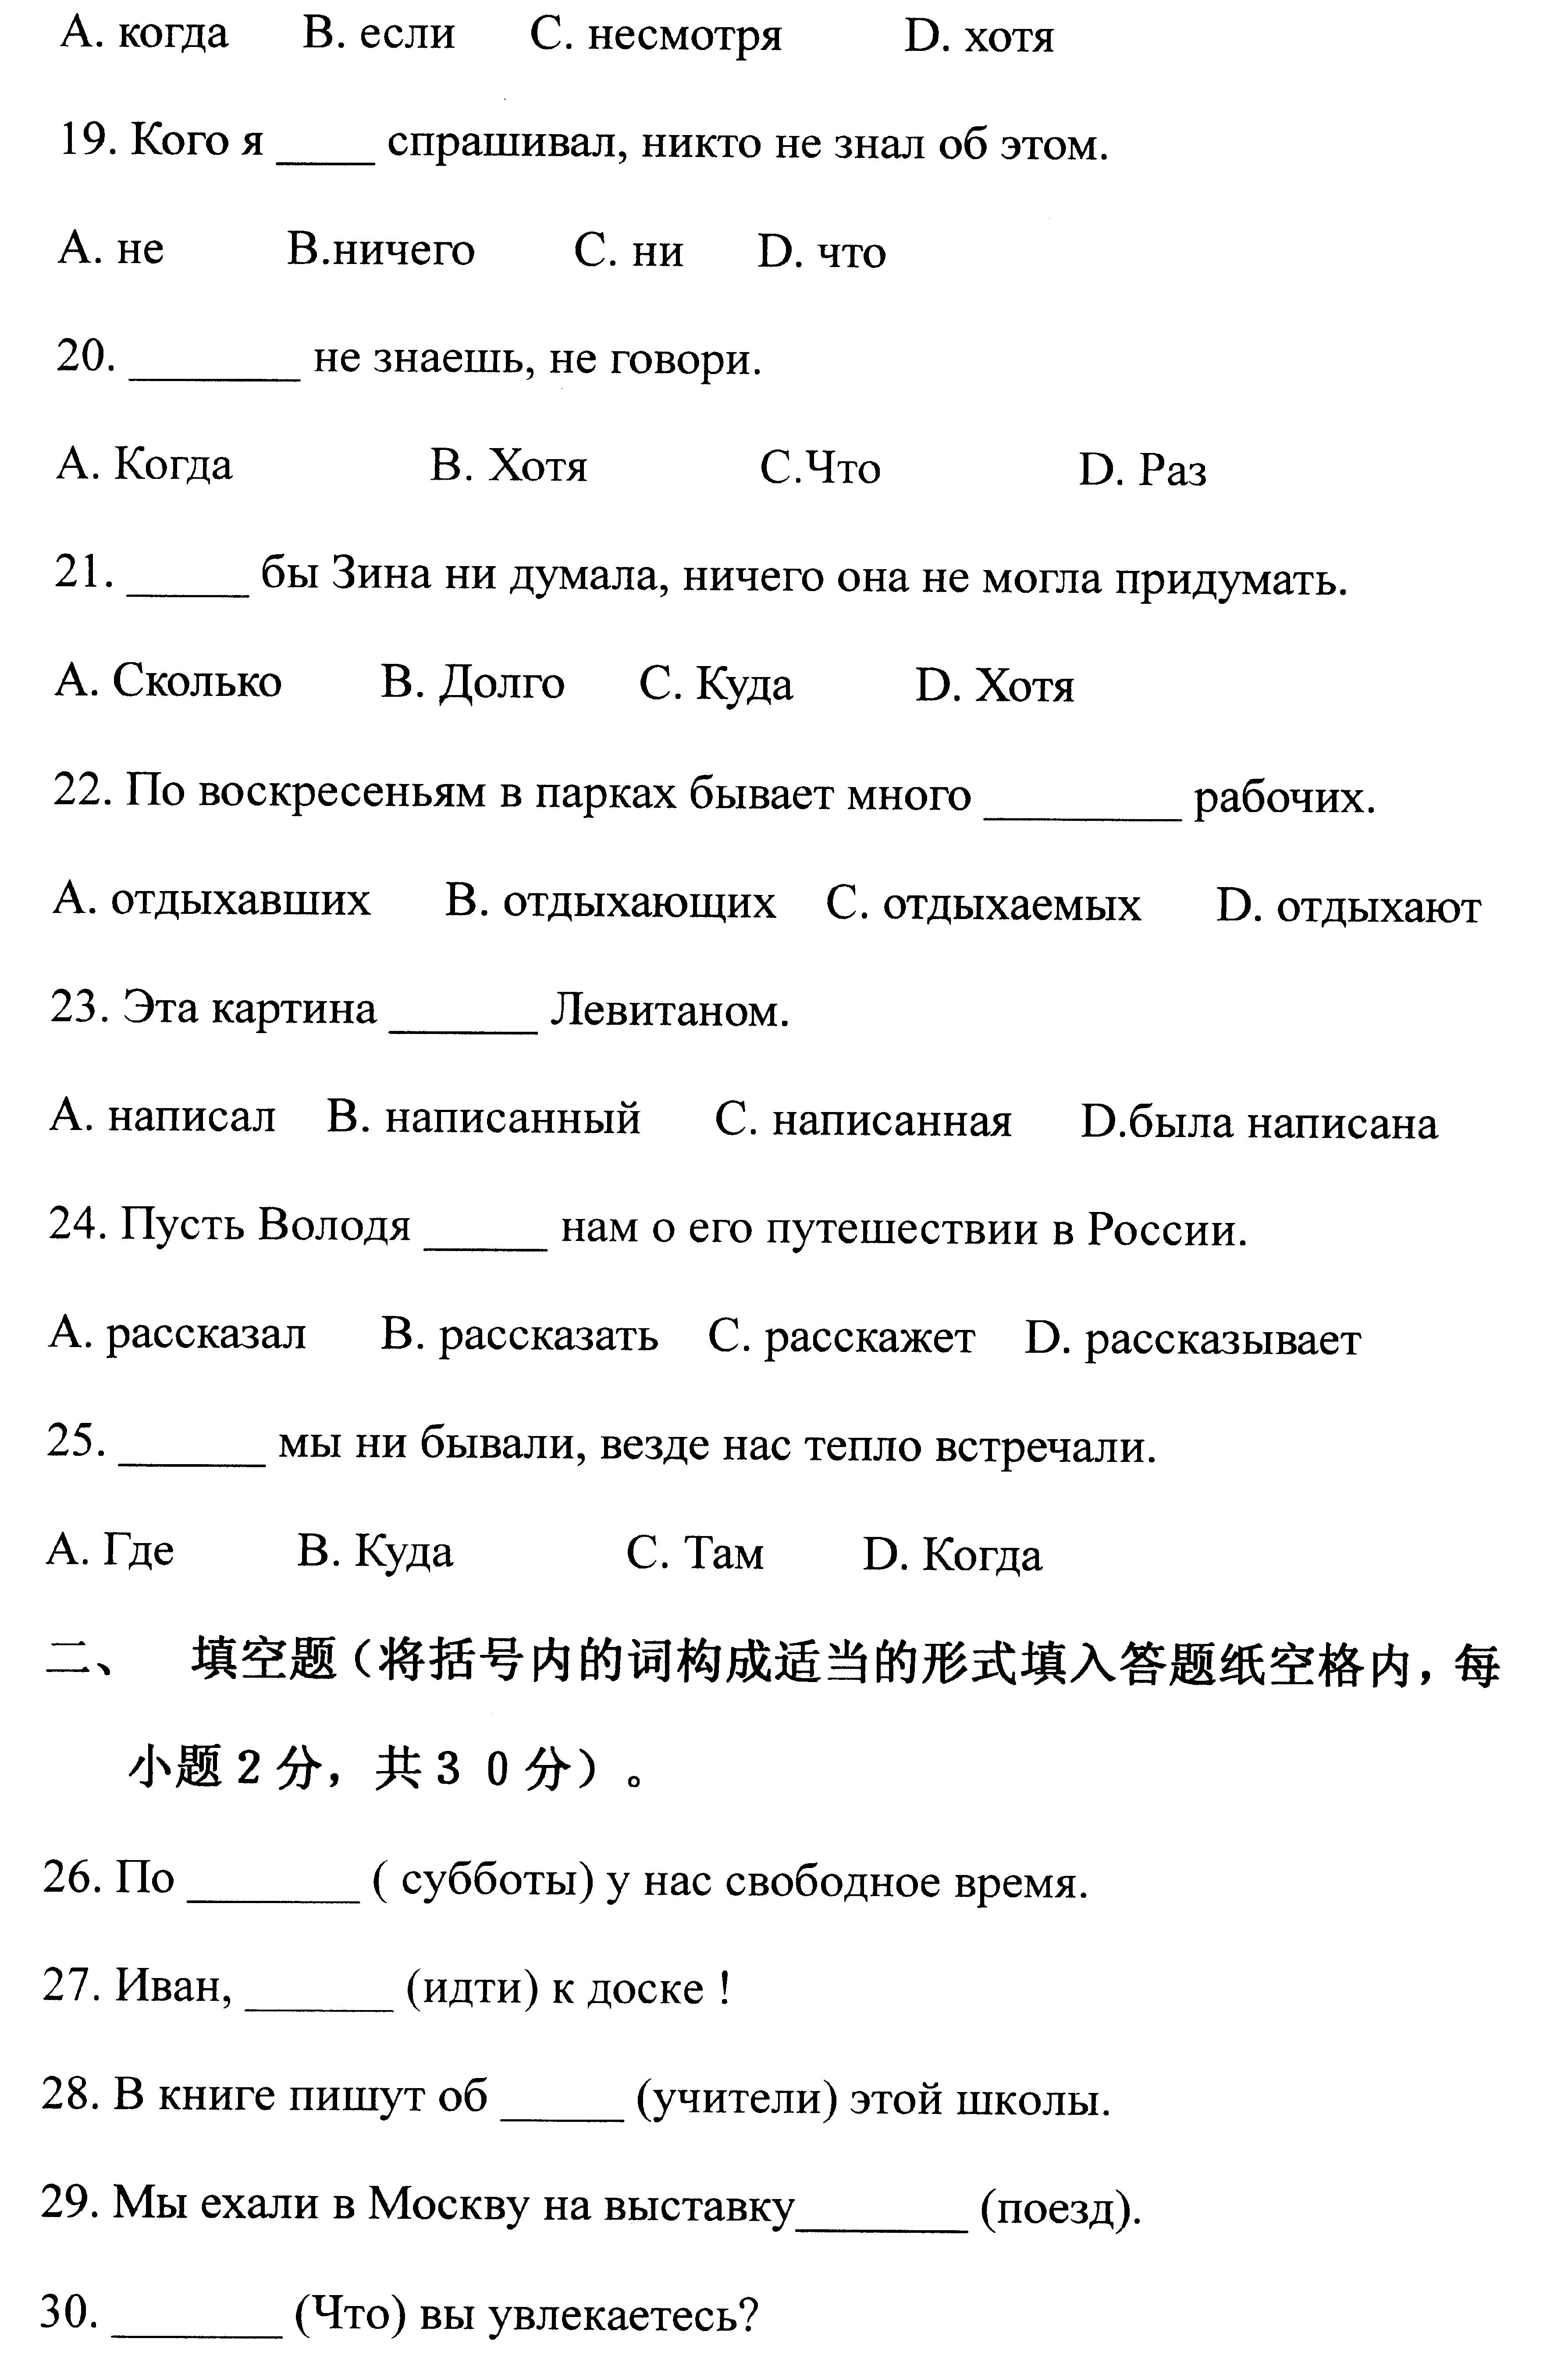 А. когда В. если С. несмотря D. хотя
19. Кого я ____ спрашивал, никто не знал об этом.
А. не В.ничего С. ни D. что
20. _______ не знаешь, не говори.
А. Когда В. Хотя С.Что D. Раз
21. _____ бы Зина ни думала, ничего она не могла придумать.
А. Сколько В. Долго С. Куда D. Хотя
22. По воскресеньям в парках бывает много ________ рабочих.
А. отдыхавших В. отдыхающих С. отдыхаемых D. отдыхают
23. Эта картина ______ Левитаном.
А. написал В. написанный С. написанная D.была написана
24. Пусть Володя _____ нам о его путешествии в России.
А. рассказал В. рассказать С. расскажет D. рассказывает
25. ______ мы ни бывали, везде нас тепло встречали.
А. Где В. Куда С. Там D. Когда
二、 填空题（将括号内的词构成适当的形式填入答题纸空格内，每
小题2分，共30分）。
26. По _______ ( субботы) у нас свободное время.
27. Иван, ______ (идти) к доске !
28. В книге пишут об _____ (учители) этой школы.
29. Мы ехали в Москву на выставку_______ (поезд).
30. _______ (Что) вы увлекаетесь?